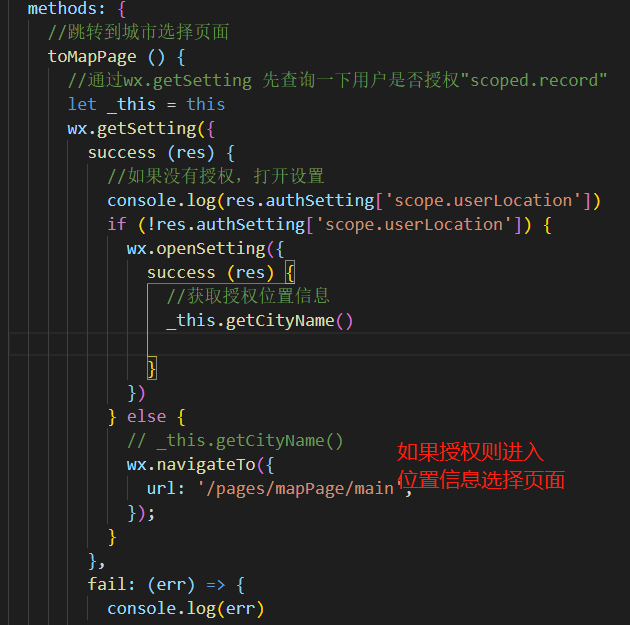 methods: {
//跳转到城市选择页面
toMapPage () {
//通过wx.getSetting 先查询一下用户是否授权"scoped.record"
let _this = this
wx.getSetting({
success (res) {
//如果没有授权，打开设置
console.log(res.authSetting['scope.userLocation'])
if (!res.authSetting['scope.userLocation']) {
wx.openSetting({
success (res) {
//获取授权位置信息
_this.getCityName()
}
})
} else {
// _this.getCityName()
wx.navigateTo({
url: '/pages/mapPage/main',
});
}
},
fail: (err) => {
console.log(err)
如果授权则进入
位置信息选择页面